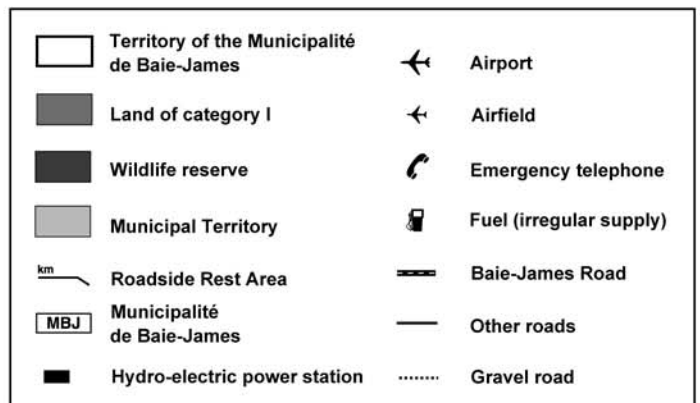 Territory of the Municipalité
de Baie-James
Land of category I
Wildlife reserve
Municipal Territory
km
Roadside Rest Area
MBJ
Municipalité
de Baie-James
Hydro-electric power station
Airport
Airfield
Emergency telephone
Fuel (irregular supply)
Baie-James Road
Other roads
Gravel road